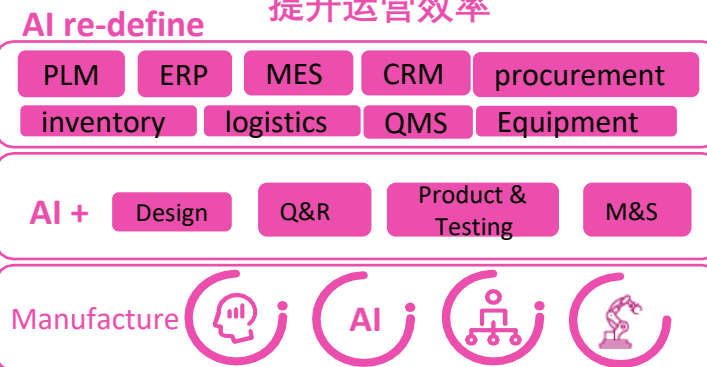 提升运营效率
AI re-define
PLM ERP MES CRM procurement
inventory logistics QMS Equipment
AI + Design Q&R Product & Testing M&S
Manufacture AI